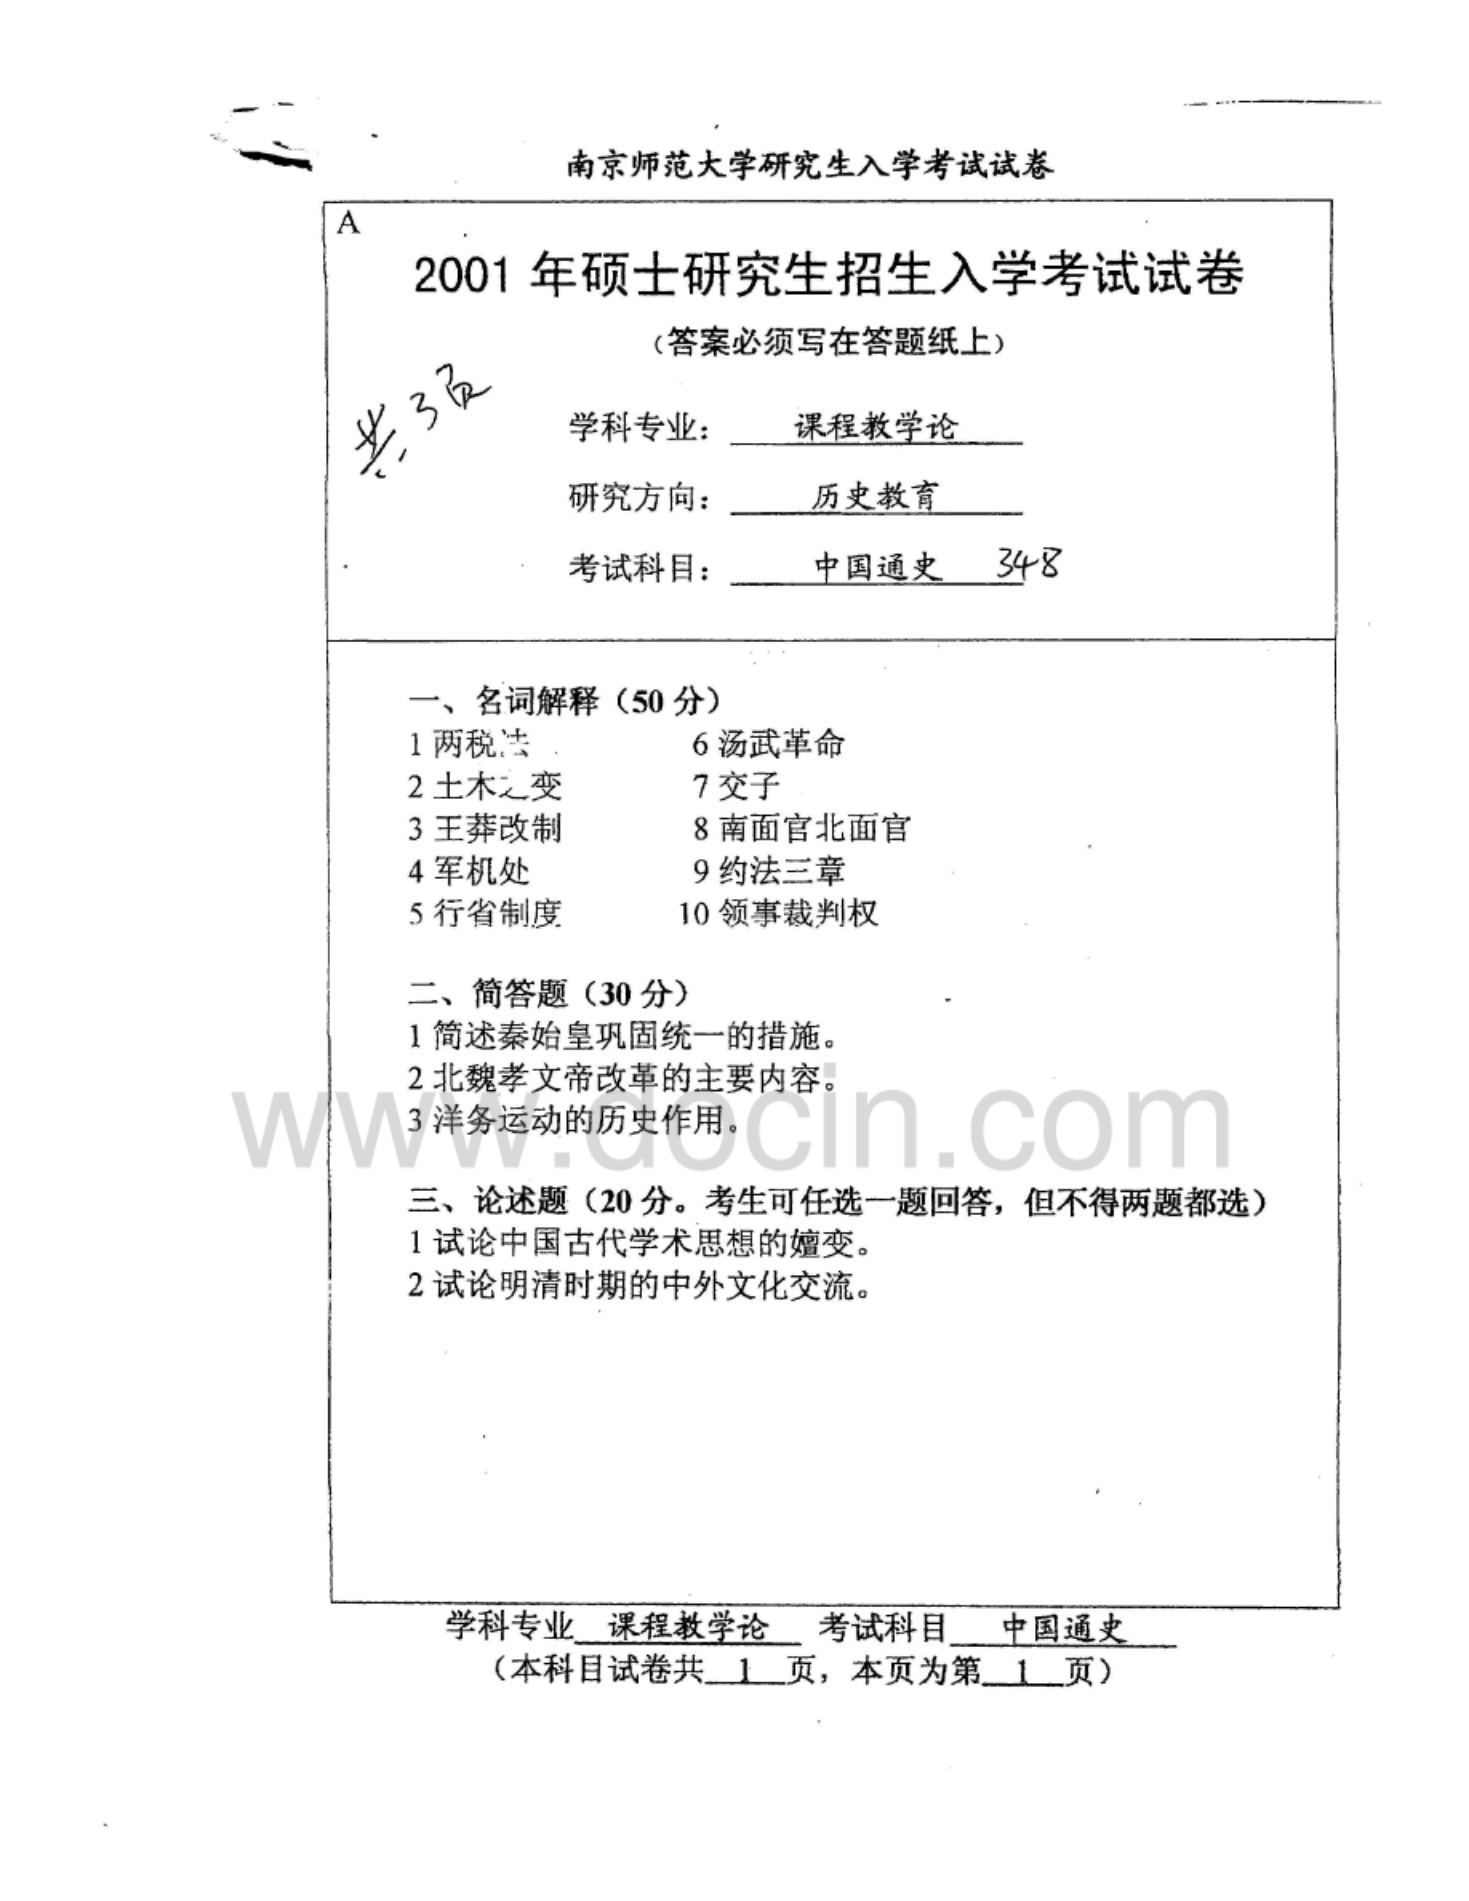 南京师范大学研究生入学考试试卷
A
2001 年硕士研究生招生入学考试试卷
（答案必须写在答题纸上）
共 3 页
学科专业： 课程教学论
研究方向： 历史教育
考试科目： 中国通史 348
一、名词解释（50 分）
1 两税法 6 汤武革命
2 土木之变 7 交子
3 王莽改制 8 南面官北面官
4 军机处 9 约法三章
5 行省制度 10 领事裁判权
二、简答题（30 分）
1 简述秦始皇巩固统一的措施。
2 北魏孝文帝改革的主要内容。
3 洋务运动的历史作用。
www.docin.com
三、论述题（20 分。考生可任选一题回答，但不得两题都选）
1 试论中国古代学术思想的嬗变。
2 试论明清时期的中外文化交流。
学科专业 课程教学论 考试科目 中国通史
（本科目试卷共 1 页，本页为第 1 页）